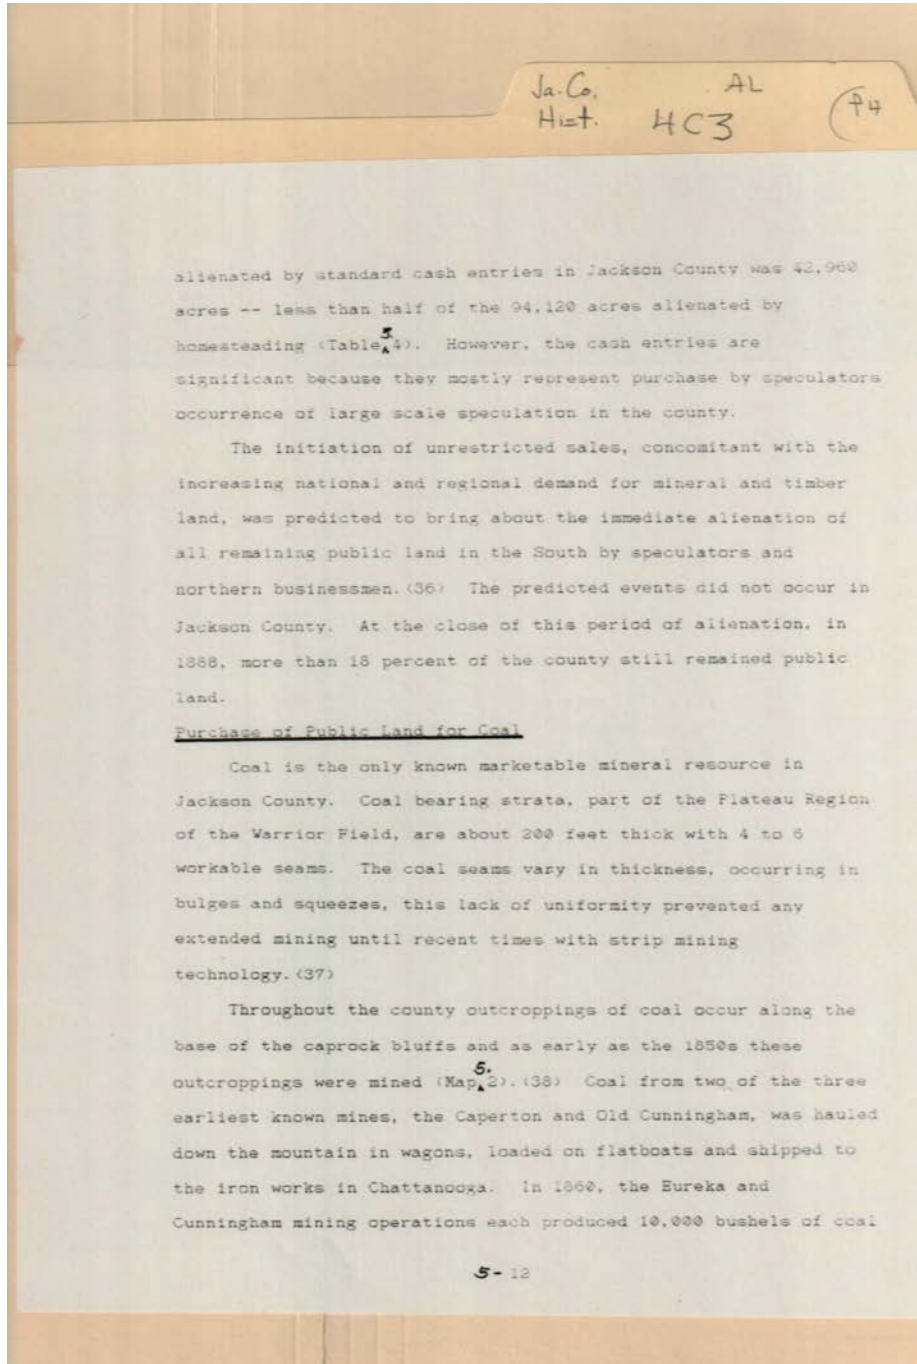 Ja. Co. AL
Hist. 4C3 P4
alienated by standard cash entries in Jackson County was 42,960
acres -- less than half of the 94,120 acres alienated by
homesteading (Table 5.4). However, the cash entries are
significant because they mostly represent purchase by speculators
occurrence of large scale speculation in the county.
The initiation of unrestricted sales, concomitant with the
increasing national and regional demand for mineral and timber
land, was predicted to bring about the immediate alienation of
all remaining public land in the South by speculators and
northern businessmen.(36) The predicted events did not occur in
Jackson County. At the close of this period of alienation, in
1888, more than 18 percent of the county still remained public
land.
Purchase of Public Land for Coal
Coal is the only known marketable mineral resource in
Jackson County. Coal bearing strata, part of the Plateau Region
of the Warrior Field, are about 200 feet thick with 4 to 6
workable seams. The coal seams vary in thickness, occurring in
bulges and squeezes, this lack of uniformity prevented any
extended mining until recent times with strip mining
technology.(37)
Throughout the county outcroppings of coal occur along the
base of the caprock bluffs and as early as the 1850s these
outcroppings were mined (Map 5.2).(38) Coal from two of the three
earliest known mines, the Caperton and Old Cunningham, was hauled
down the mountain in wagons, loaded on flatboats and shipped to
the iron works in Chattanooga. In 1860, the Eureka and
Cunningham mining operations each produced 10,000 bushels of coal
5-12